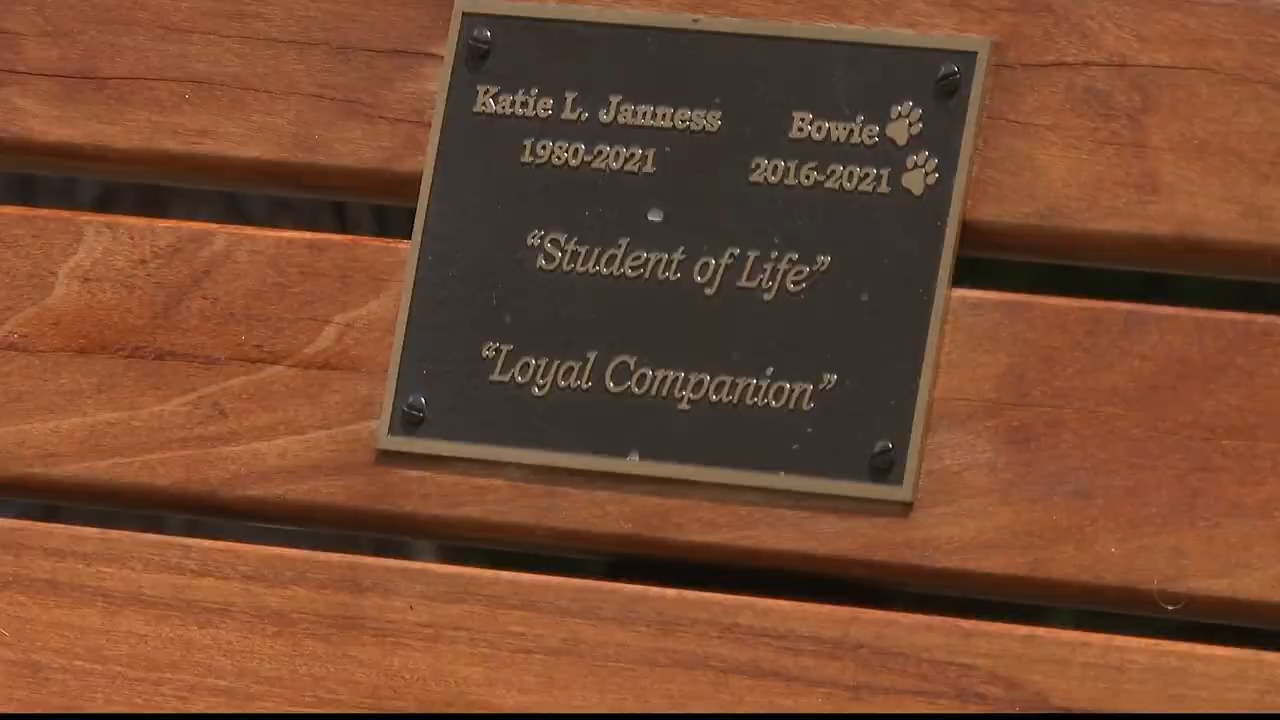 Katie L. Janness Bowie
1980-2021 2016-2021
“Student of Life”
“Loyal Companion”